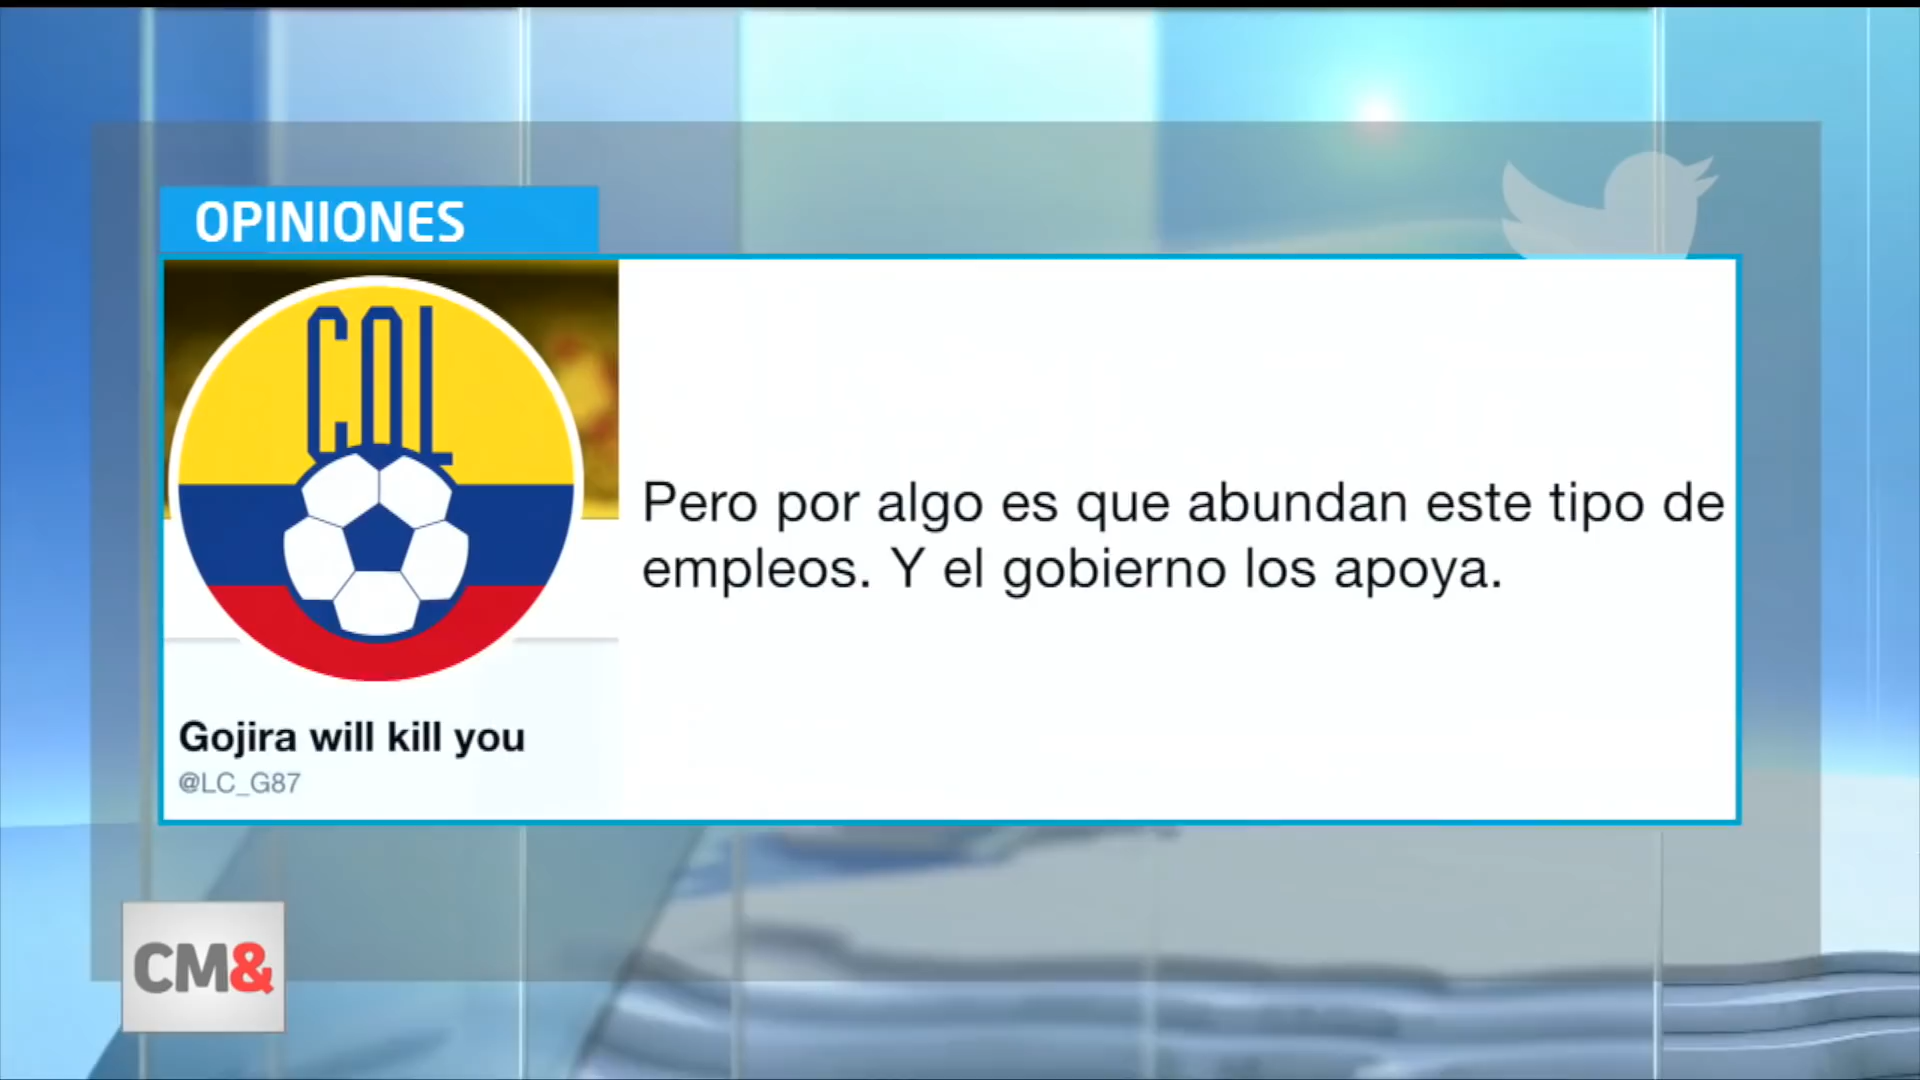 OPINIONES
COL
Pero por algo es que abundan este tipo de
empleos. Y el gobierno los apoya.
Gojira will kill you
@LC_G87
CM&